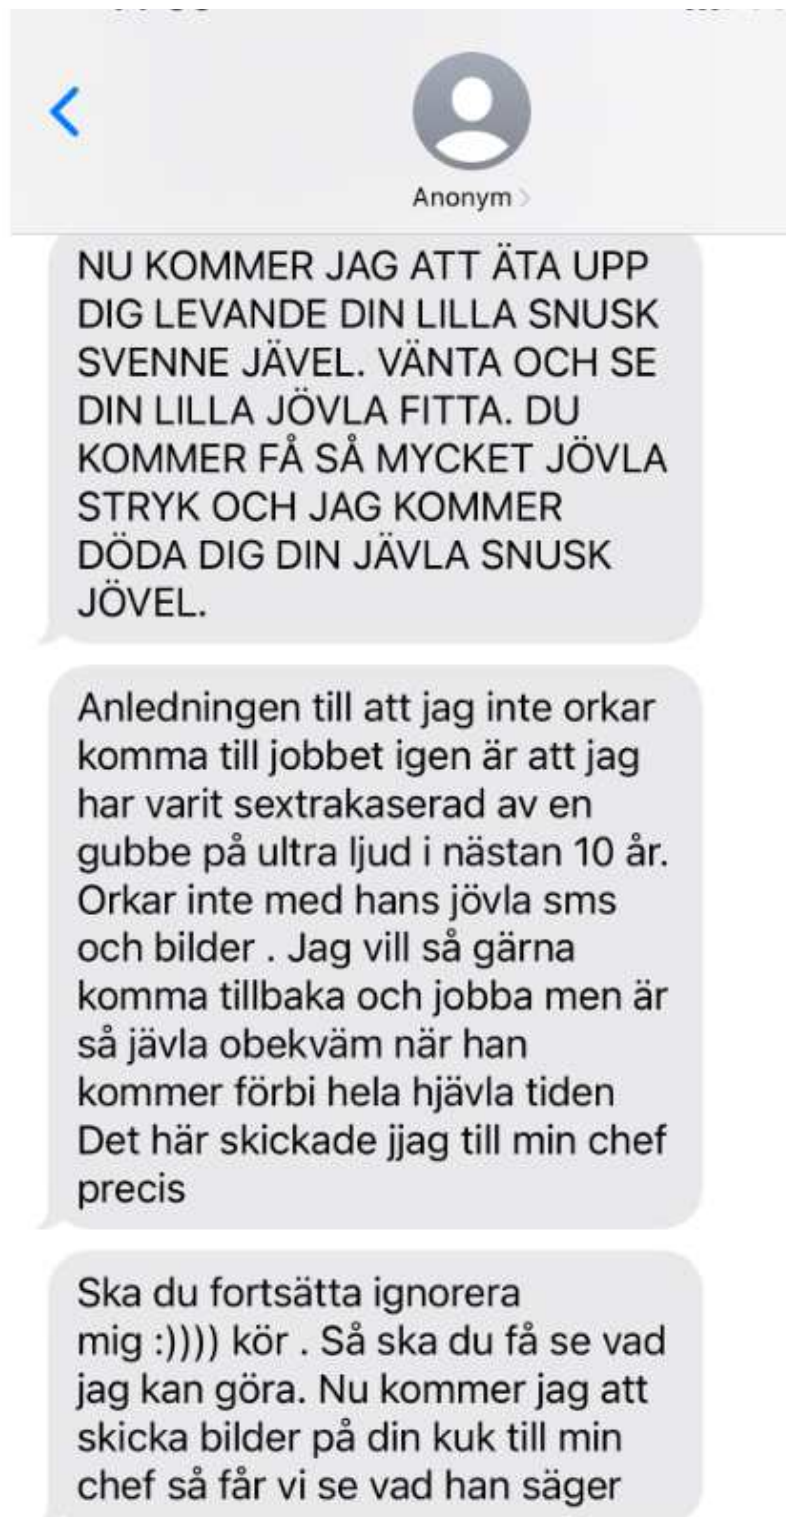 Anonym
NU KOMMER JAG ATT ÄTA UPP
DIG LEVANDE DIN LILLA SNUSK
SVENNE JÄVEL. VÄNTA OCH SE
DIN LILLA JÖVLA FITTA. DU
KOMMER FÅ SÅ MYCKET JÖVLA
STRYK OCH JAG KOMMER
DÖDA DIG DIN JÄVLA SNUSK
JÖVEL.
Anledningen till att jag inte orkar
komma till jobbet igen är att jag
har varit sextrakaserad av en
gubbe på ultra ljud i nästan 10 år.
Orkar inte med hans jövla sms
och bilder . Jag vill så gärna
komma tillbaka och jobba men är
så jävla obekväm när han
kommer förbi hela hjävla tiden
Det här skickade jjag till min chef
precis
Ska du fortsätta ignorera
mig :)))) kör . Så ska du få se vad
jag kan göra. Nu kommer jag att
skicka bilder på din kuk till min
chef så får vi se vad han säger